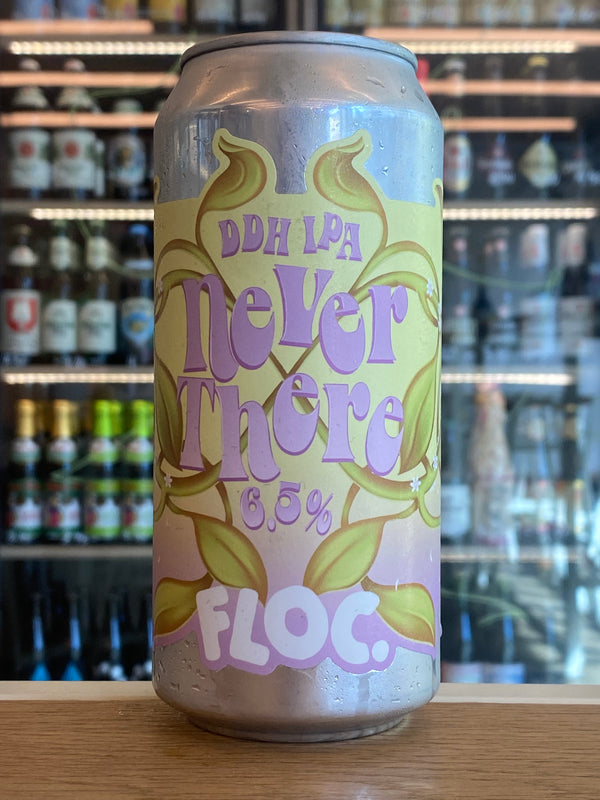 DDH IPA
Never
There
6.5%
FLOC.